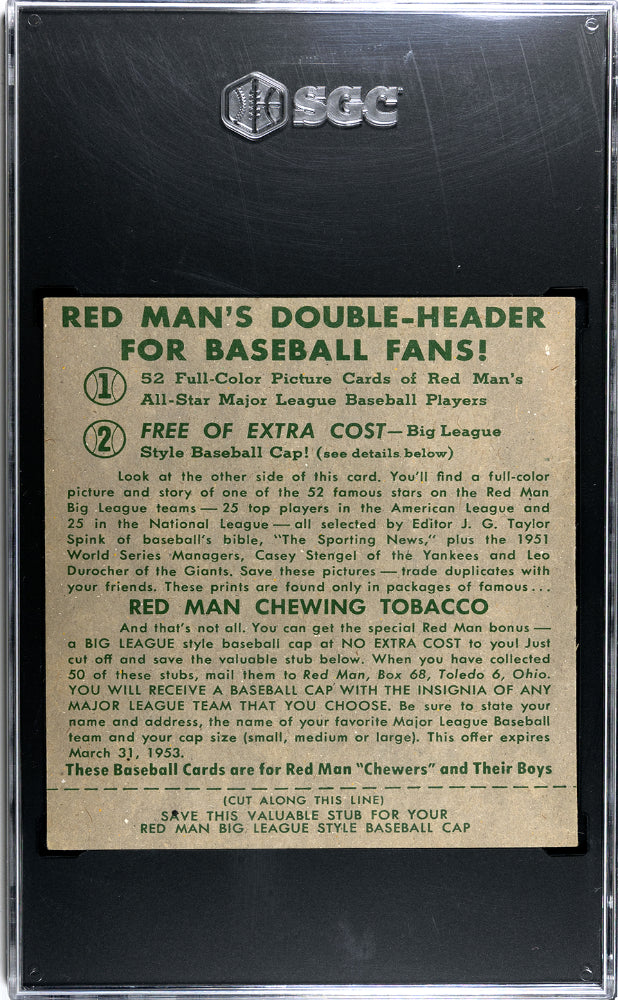 SGC
RED MAN'S DOUBLE-HEADER
FOR BASEBALL FANS!
1 52 Full-Color Picture Cards of Red Man's
All-Star Major League Baseball Players
2 FREE OF EXTRA COST—Big League
Style Baseball Cap! (see details below)
Look at the other side of this card. You'll find a full-color
picture and story of one of the 52 famous stars on the Red Man
Big League teams — 25 top players in the American League and
25 in the National League — all selected by Editor J. G. Taylor
Spink of baseball's bible, "The Sporting News," plus the 1951
World Series Managers, Casey Stengel of the Yankees and Leo
Durocher of the Giants. Save these pictures — trade duplicates with
your friends. These prints are found only in packages of famous...
RED MAN CHEWING TOBACCO
And that's not all. You can get the special Red Man bonus —
a BIG LEAGUE style baseball cap at NO EXTRA COST to you! Just
cut off and save the valuable stub below. When you have collected
50 of these stubs, mail them to Red Man, Box 68, Toledo 6, Ohio.
YOU WILL RECEIVE A BASEBALL CAP WITH THE INSIGNIA OF ANY
MAJOR LEAGUE TEAM THAT YOU CHOOSE. Be sure to state your
name and address, the name of your favorite Major League Baseball
team and your cap size (small, medium or large). This offer expires
March 31, 1953.
These Baseball Cards are for Red Man "Chewers" and Their Boys
(CUT ALONG THIS LINE)
SAVE THIS VALUABLE STUB FOR YOUR
RED MAN BIG LEAGUE STYLE BASEBALL CAP